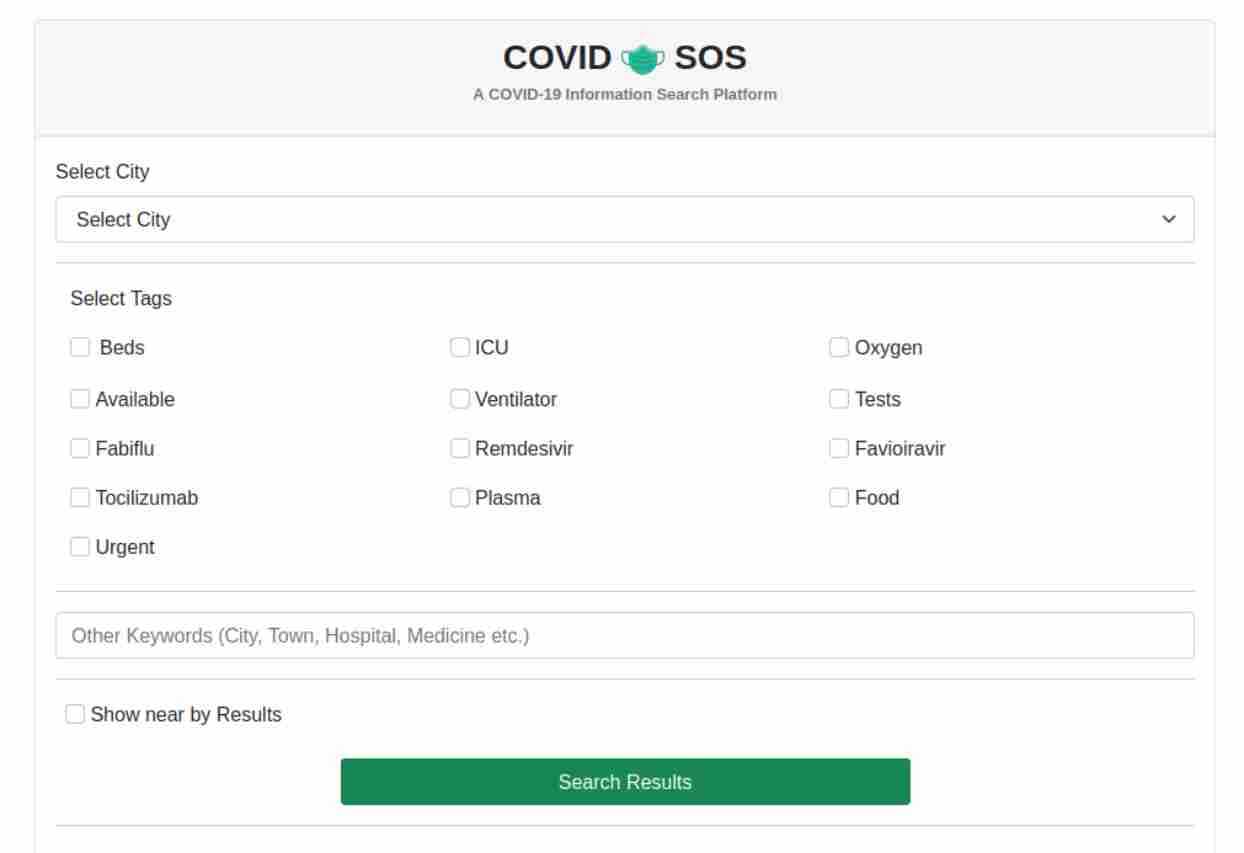 COVID SOS
A COVID-19 Information Search Platform
Select City
Select City
Select Tags
Beds ICU Oxygen
Available Ventilator Tests
Fabiflu Remdesivir Favioiravir
Tocilizumab Plasma Food
Urgent
Other Keywords (City, Town, Hospital, Medicine etc.)
Show near by Results
Search Results